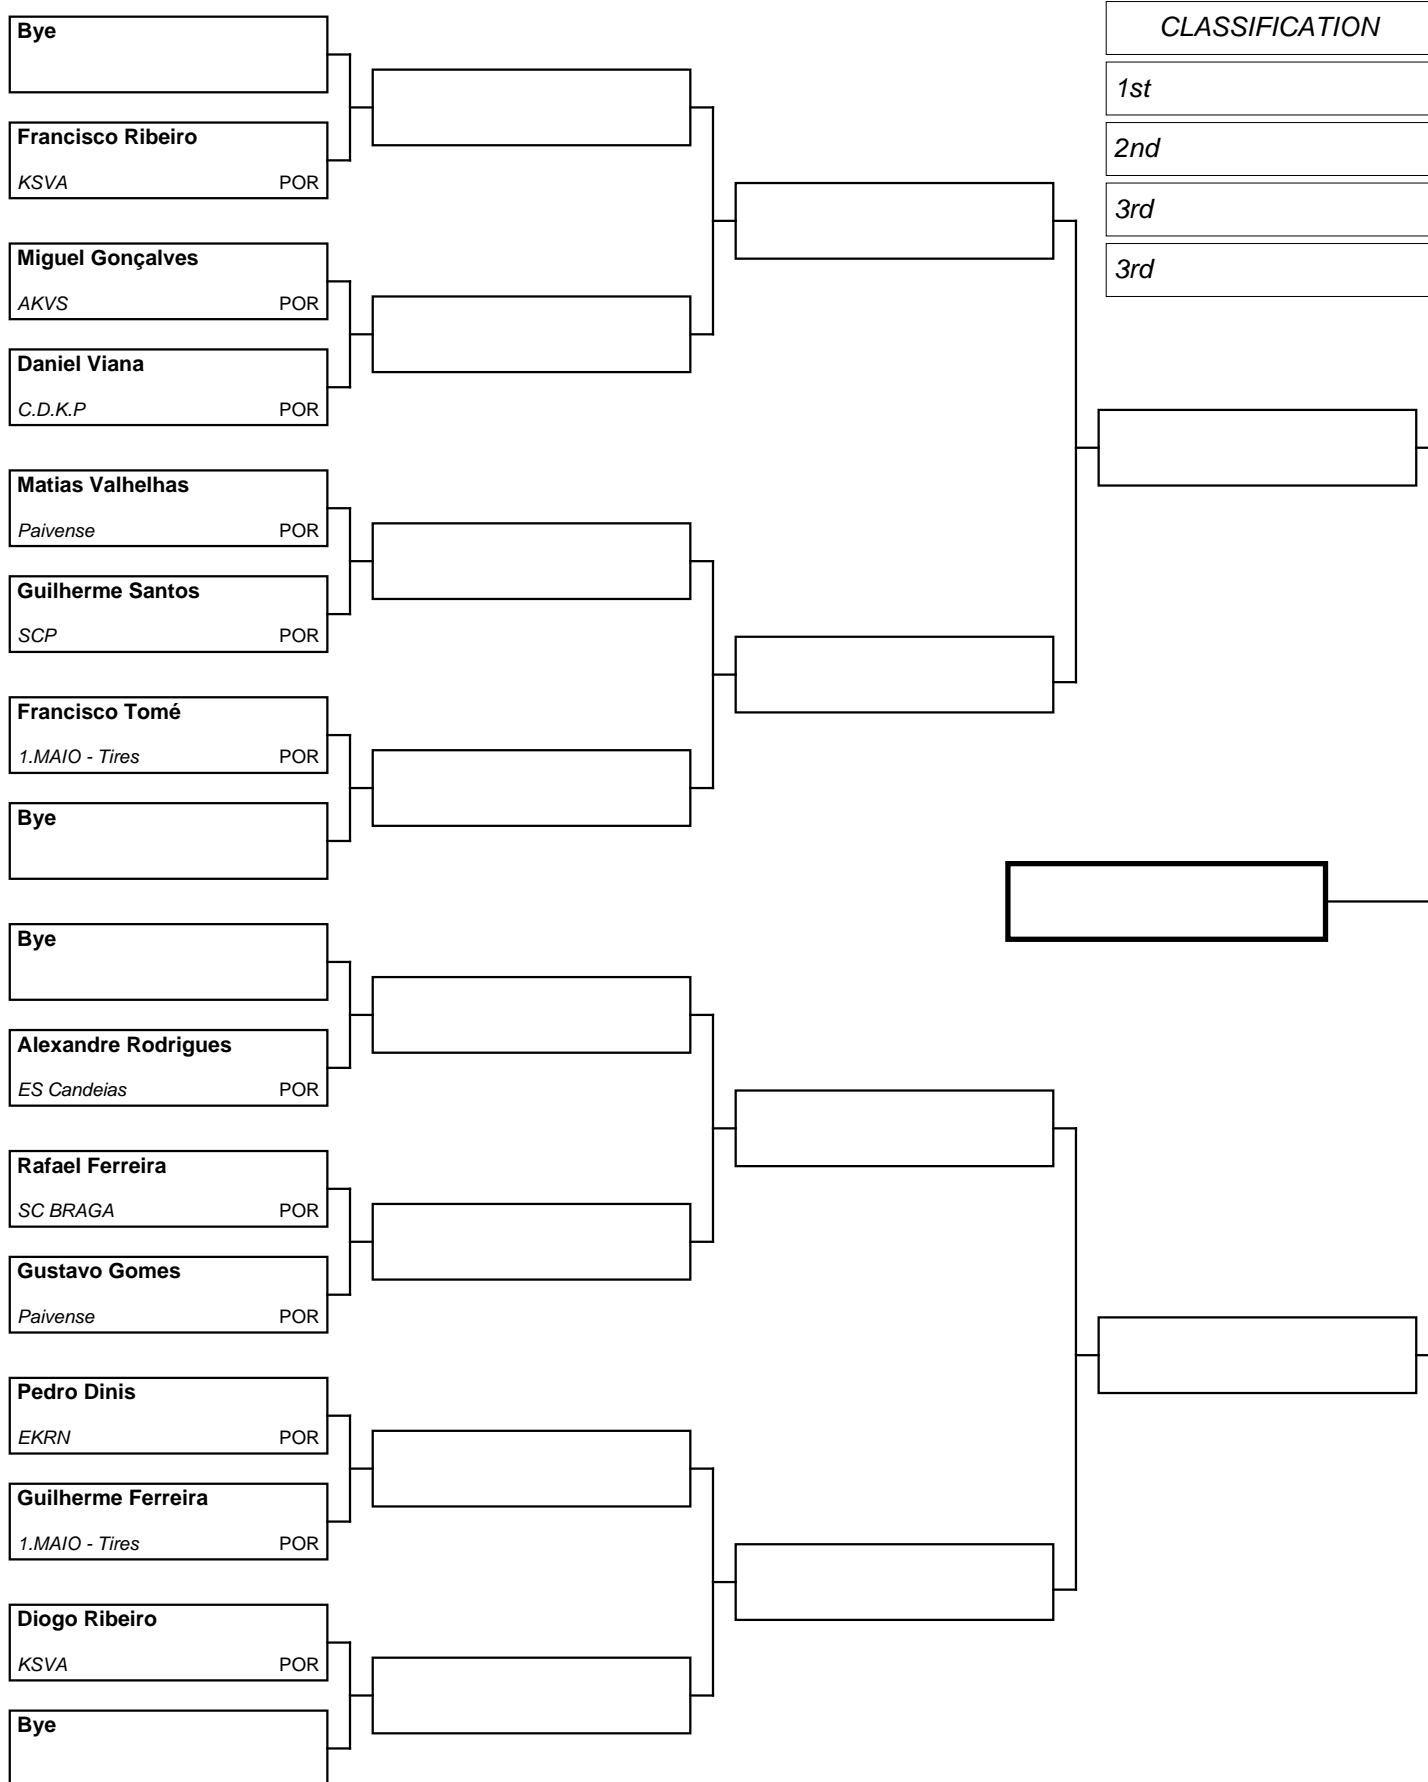 Bye
Francisco Ribeiro
KSVA POR
Miguel Gonçalves
AKVS POR
Daniel Viana
C.D.K.P POR
Matias Valhelhas
Paivense POR
Guilherme Santos
SCP POR
Francisco Tomé
1.MAIO - Tires POR
Bye
Bye
Alexandre Rodrigues
ES Candeias POR
Rafael Ferreira
SC BRAGA POR
Gustavo Gomes
Paivense POR
Pedro Dinis
EKRN POR
Guilherme Ferreira
1.MAIO - Tires POR
Diogo Ribeiro
KSVA POR
Bye
CLASSIFICATION
1st
2nd
3rd
3rd